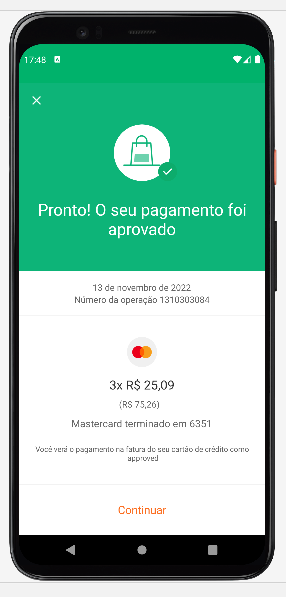 17:48
Pronto! O seu pagamento foi
aprovado
13 de novembro de 2022
Número da operação 1310303084
3x R$ 25,09
(R$ 75,26)
Mastercard terminado em 6351
Você verá o pagamento na fatura do seu cartão de crédito como
approved
Continuar